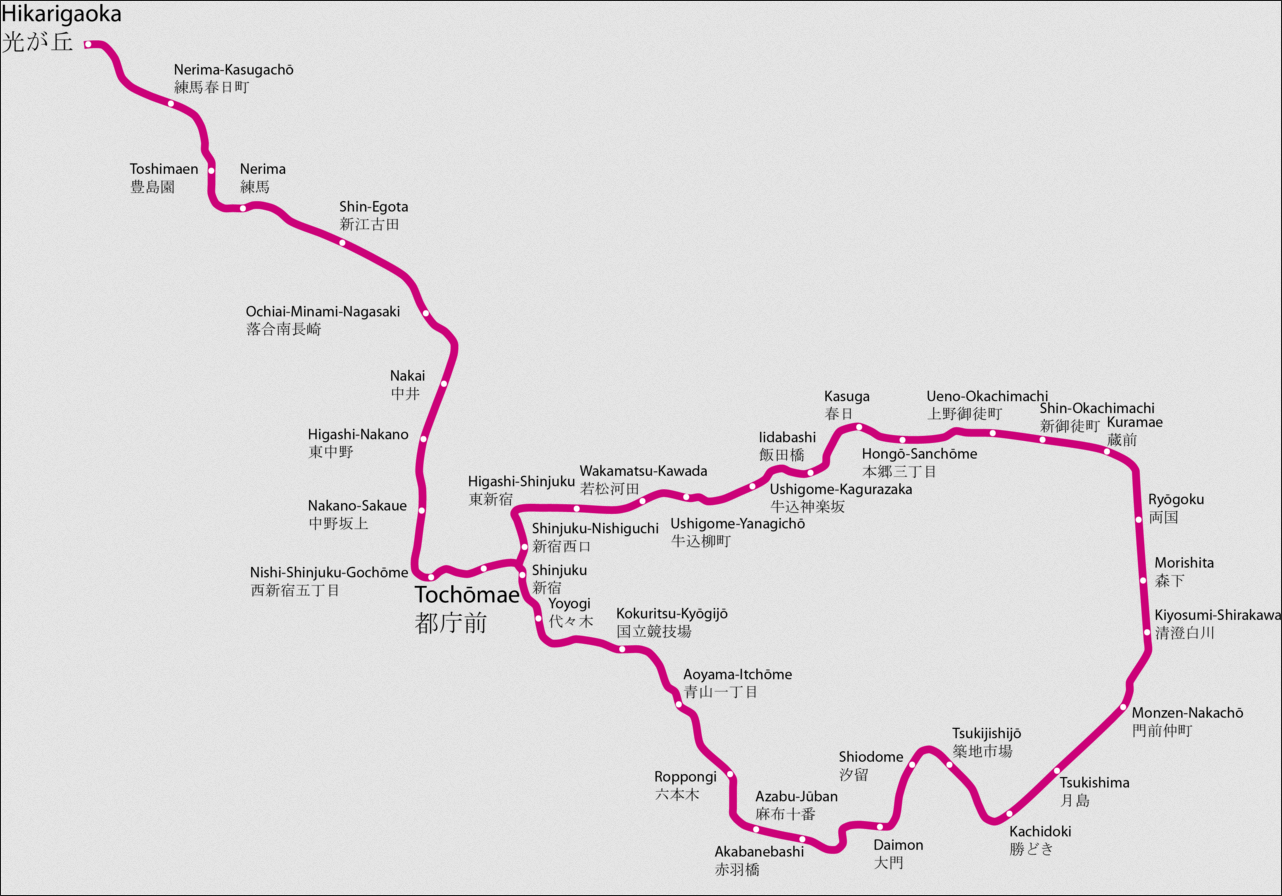 Hikarigaoka
光が丘
Nerima-Kasugachō
練馬春日町
Toshimaen
豊島園
Nerima
練馬
Shin-Egota
新江古田
Ochiai-Minami-Nagasaki
落合南長崎
Nakai
中井
Higashi-Nakano
東中野
Nakano-Sakaue
中野坂上
Nishi-Shinjuku-Gochōme
西新宿五丁目
Tochōmae
都庁前
Shinjuku
新宿
Shinjuku-Nishiguchi
新宿西口
Higashi-Shinjuku
東新宿
Wakamatsu-Kawada
若松河田
Ushigome-Yanagichō
牛込柳町
Ushigome-Kagurazaka
牛込神楽坂
Iidabashi
飯田橋
Kasuga
春日
Hongō-Sanchōme
本郷三丁目
Ueno-Okachimachi
上野御徒町
Shin-Okachimachi
新御徒町
Kuramae
蔵前
Ryōgoku
両国
Morishita
森下
Kiyosumi-Shirakawa
清澄白川
Monzen-Nakachō
門前仲町
Tsukishima
月島
Kachidoki
勝どき
Tsukijishijō
築地市場
Shiodome
汐留
Daimon
大門
Akabanebashi
赤羽橋
Azabu-Jūban
麻布十番
Roppongi
六本木
Aoyama-Itchōme
青山一丁目
Kokuritsu-Kyōgijō
国立競技場
Yoyogi
代々木